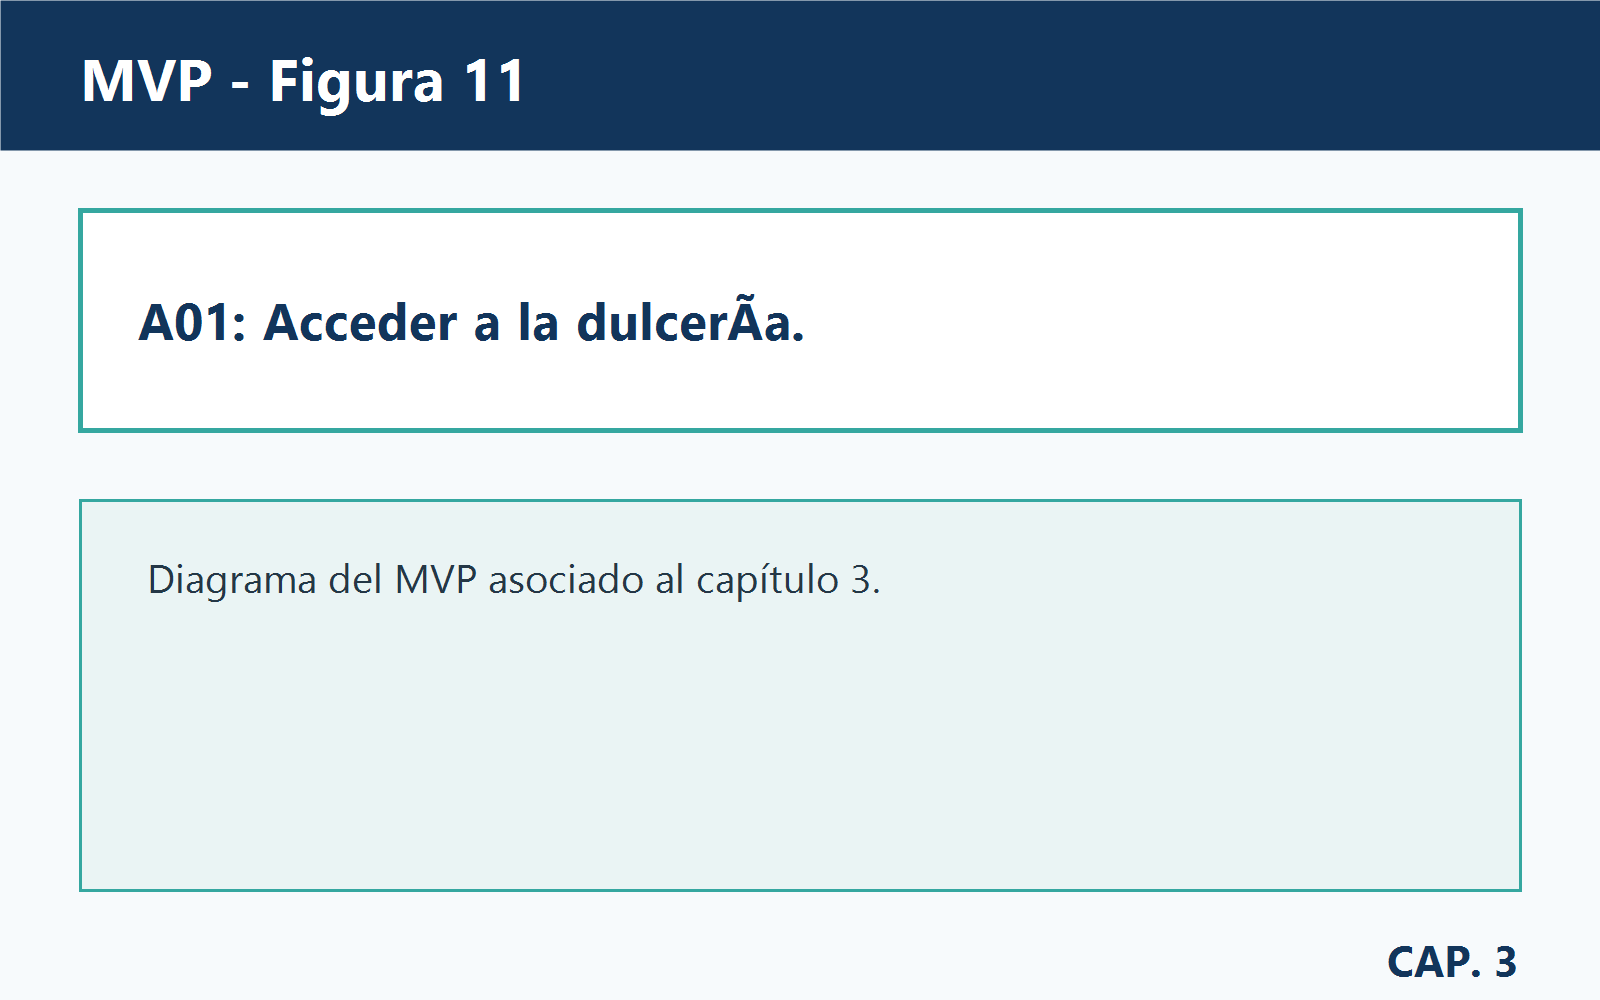 MVP - Figura 11
A01: Acceder a la dulcerÃa.
Diagrama del MVP asociado al capítulo 3.
CAP. 3